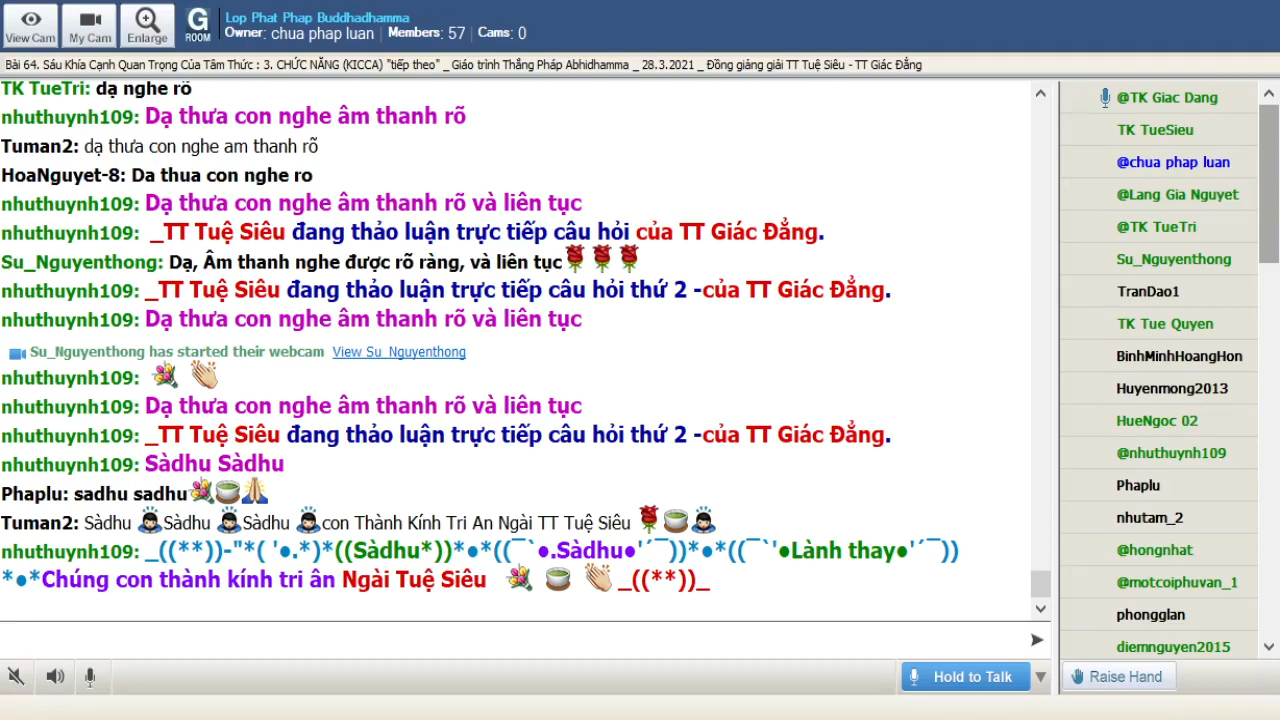 View Cam
My Cam
Enlarge
G
ROOM
Lop Phat Phap Buddhadhamma
Owner: chua phap luan | Members: 57 | Cams: 0
Bài 64. Sáu Khía Cạnh Quan Trọng Của Tâm Thức : 3. CHỨC NĂNG (KICCA) "tiếp theo" _ Giáo trình Thắng Pháp Abhidhamma _ 28.3.2021 _ Đồng giảng giải TT Tuệ Siêu - TT Giác Đẳng
TK TueTri: dạ nghe rõ
nhuthuynh109: Dạ thưa con nghe âm thanh rõ
Tuman2: dạ thưa con nghe am thanh rõ
HoaNguyet-8: Da thua con nghe ro
nhuthuynh109: Dạ thưa con nghe âm thanh rõ và liên tục
nhuthuynh109: _TT Tuệ Siêu đang thảo luận trực tiếp câu hỏi của TT Giác Đẳng.
Su_Nguyenthong: Dạ, Âm thanh nghe được rõ ràng, và liên tục🌹🌹🌹
nhuthuynh109: _TT Tuệ Siêu đang thảo luận trực tiếp câu hỏi thứ 2 -của TT Giác Đẳng.
nhuthuynh109: Dạ thưa con nghe âm thanh rõ và liên tục
Su_Nguyenthong has started their webcam View Su_Nguyenthong
nhuthuynh109: 💐 👏
nhuthuynh109: Dạ thưa con nghe âm thanh rõ và liên tục
nhuthuynh109: _TT Tuệ Siêu đang thảo luận trực tiếp câu hỏi thứ 2 -của TT Giác Đẳng.
nhuthuynh109: Sàdhu Sàdhu
Phaplu: sadhu sadhu💐🍵🙏
Tuman2: Sàdhu 🙇Sàdhu 🙇Sàdhu 🙇con Thành Kính Tri An Ngài TT Tuệ Siêu 🌹🍵🙇
nhuthuynh109: _((**))-"*( '●.*)*((Sàdhu*))*●*((¯`●.Sàdhu●'´¯))*●*((¯`'●Lành thay●'´¯))
*●*Chúng con thành kính tri ân Ngài Tuệ Siêu 💐 🍵 👏 _((**))_
Hold to Talk
@TK Giac Dang
TK TueSieu
@chua phap luan
@Lang Gia Nguyet
@TK TueTri
Su_Nguyenthong
TranDao1
TK Tue Quyen
BinhMinhHoangHon
Huyenmong2013
HueNgoc 02
@nhuthuynh109
Phaplu
nhutam_2
@hongnhat
@motcoiphuvan_1
phongglan
diemnguyen2015
Raise Hand